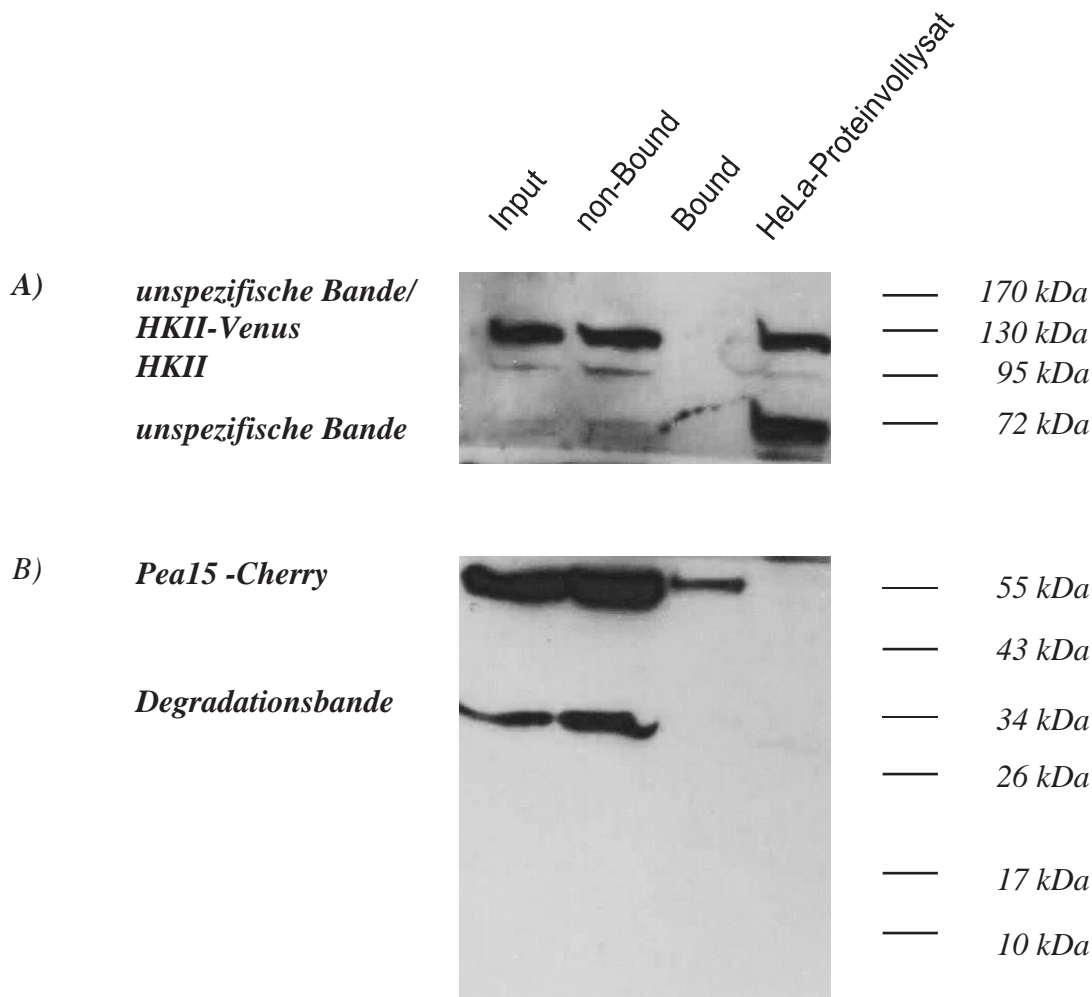 Input
non-Bound
Bound
HeLa-Proteinvolllysat
A)
unspezifische Bande/
HKII-Venus
HKII
unspezifische Bande
170 kDa
130 kDa
95 kDa
72 kDa
B)
Pea15 -Cherry
Degradationsbande
55 kDa
43 kDa
34 kDa
26 kDa
17 kDa
10 kDa